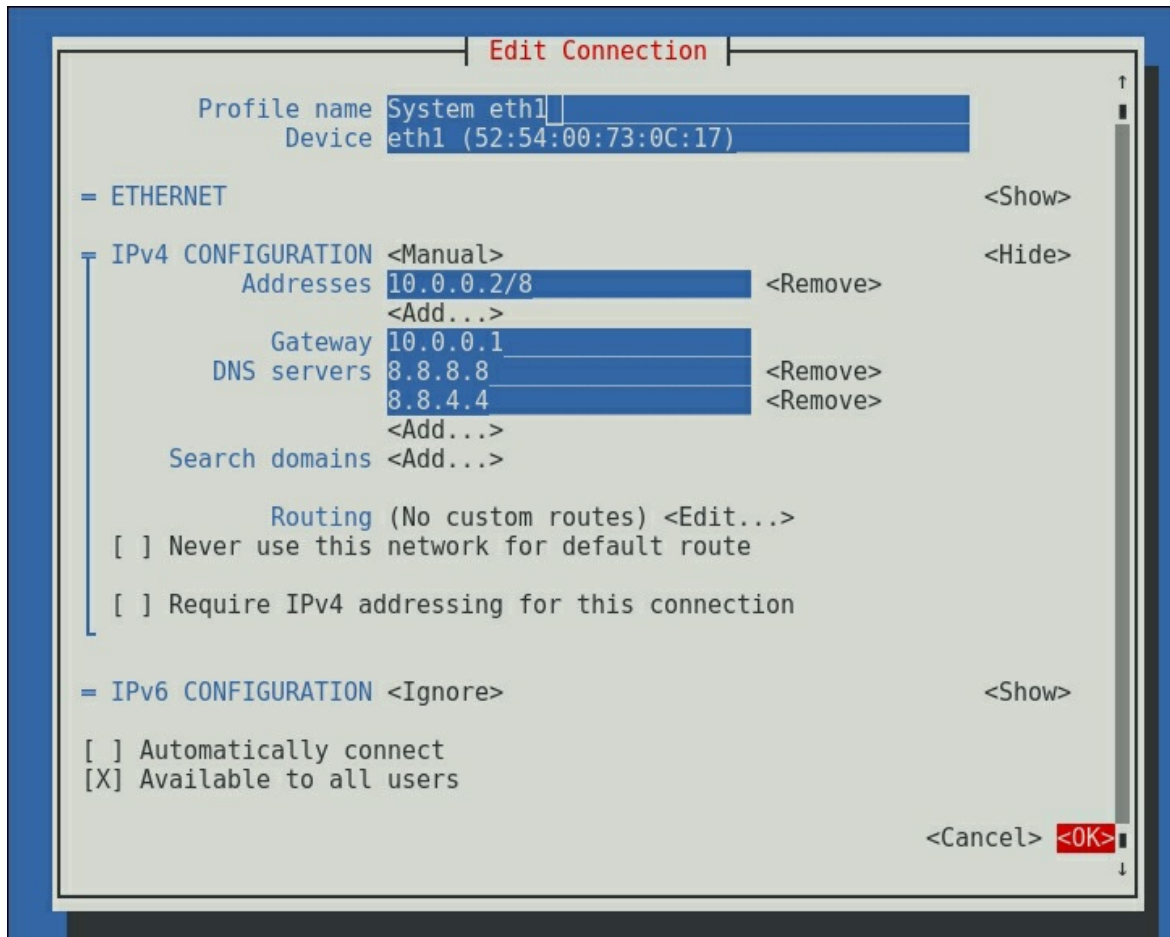 Edit Connection
Profile name System eth1
Device eth1 (52:54:00:73:0C:17)
= ETHERNET <Show>
= IPv4 CONFIGURATION <Manual> <Hide>
Addresses 10.0.0.2/8 <Remove>
<Add...>
Gateway 10.0.0.1
DNS servers 8.8.8.8 <Remove>
8.8.4.4 <Remove>
<Add...>
Search domains <Add...>
Routing (No custom routes) <Edit...>
[ ] Never use this network for default route
[ ] Require IPv4 addressing for this connection
= IPv6 CONFIGURATION <Ignore> <Show>
[ ] Automatically connect
[X] Available to all users
<Cancel> <OK>